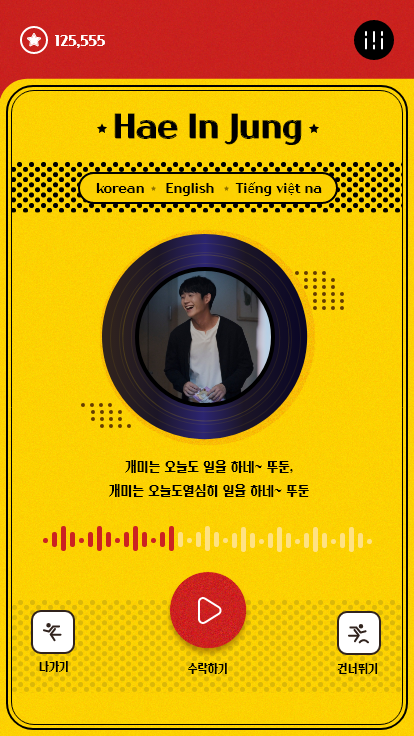 125,555
Hae In Jung
korean ★ English ★ Tiếng việt na
개미는 오늘도 일을 하네~ 뚜둔,
개미는 오늘도열심히 일을 하네~ 뚜둔
나가기
수락하기
건너뛰기